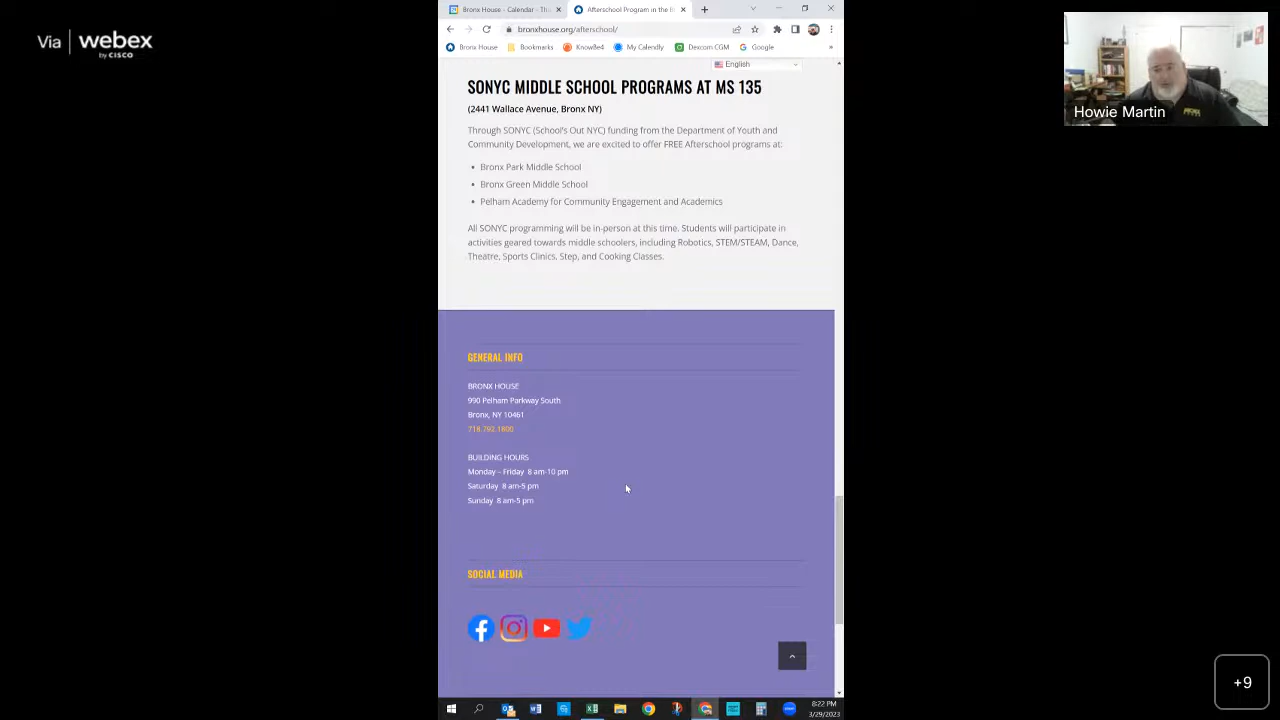 Via webex
by CISCO
Bronx House - Calendar - Thu
Afterschool Program in the B
bronxhouse.org/afterschool/
Bronx House
Bookmarks
Know8e4
My Calendly
Dexcom CGM
Google
»
English
SONYC MIDDLE SCHOOL PROGRAMS AT MS 135
(2441 Wallace Avenue, Bronx NY)
Through SONYC (School's Out NYC) funding from the Department of Youth and
Community Development, we are excited to offer FREE Afterschool programs at:
• Bronx Park Middle School
• Bronx Green Middle School
• Pelham Academy for Community Engagement and Academics
All SONYC programming will be in-person at this time. Students will participate in
activities geared towards middle schoolers, including Robotics, STEM/STEAM, Dance,
Theatre, Sports Clinics, Step, and Cooking Classes.
GENERAL INFO
BRONX HOUSE
990 Pelham Parkway South
Bronx, NY 10461
718.792.1800
BUILDING HOURS
Monday – Friday 8 am-10 pm
Saturday 8 am-5 pm
Sunday 8 am-5 pm
SOCIAL MEDIA
8:22 PM
3/29/2023
Howie Martin
+9